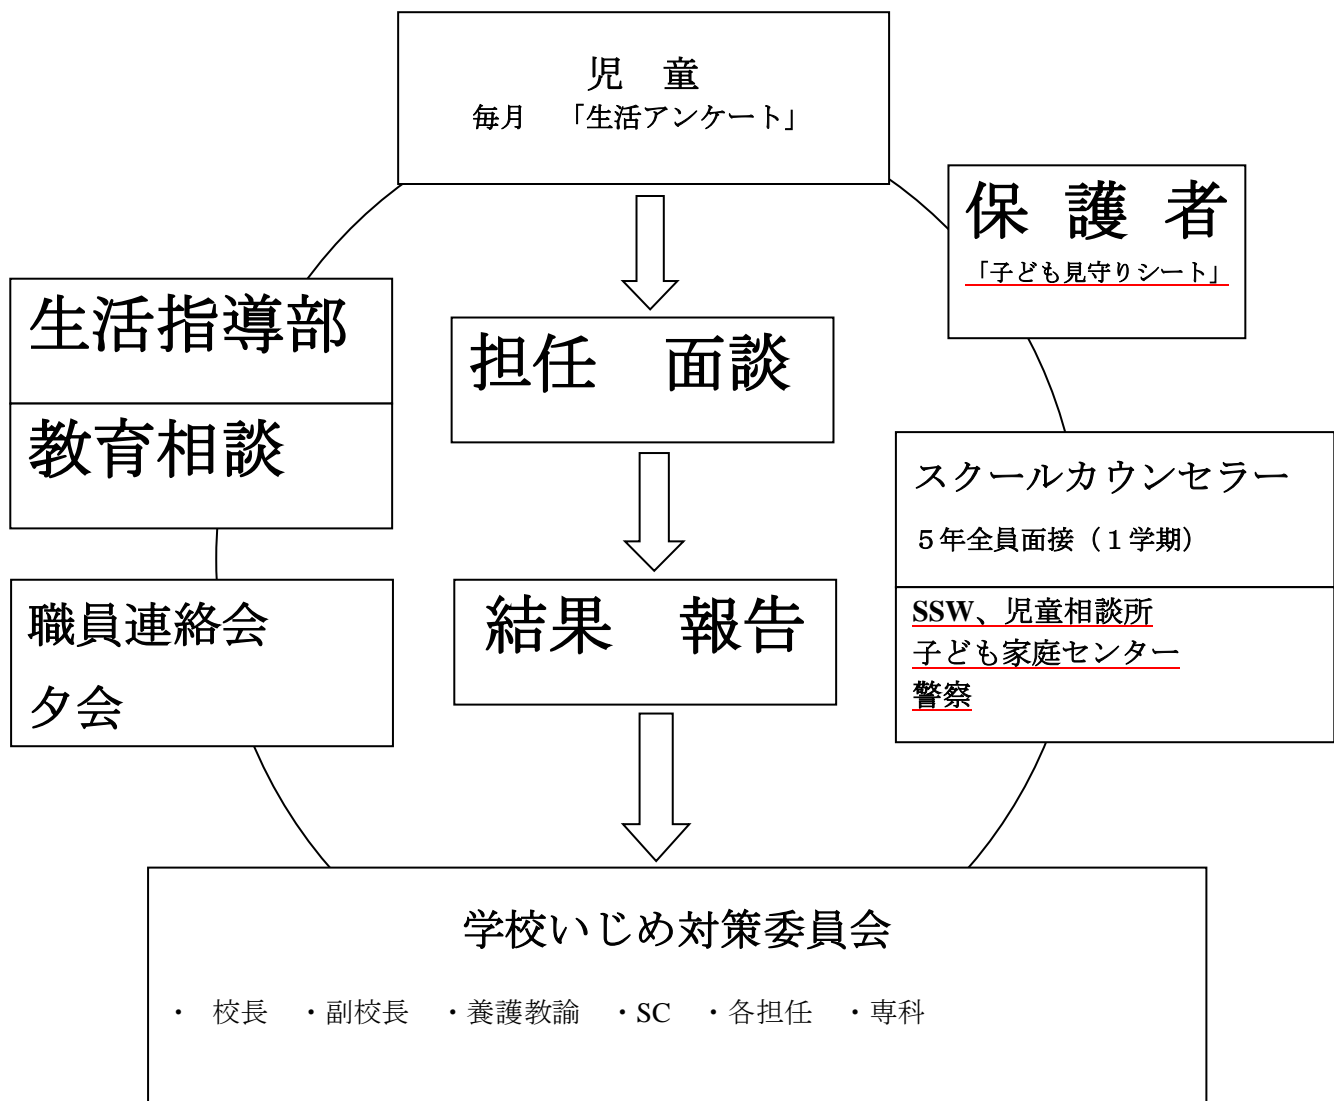 児　童
毎月　「生活アンケート」
保 護 者
「子ども見守りシート」
生活指導部
教育相談
担任　面談
スクールカウンセラー
５年全員面接（１学期）
SSW、児童相談所
子ども家庭センター
警察
職員連絡会
夕会
結果　報告
学校いじめ対策委員会
・　校長　・副校長　・養護教諭　・SC　・各担任　・専科